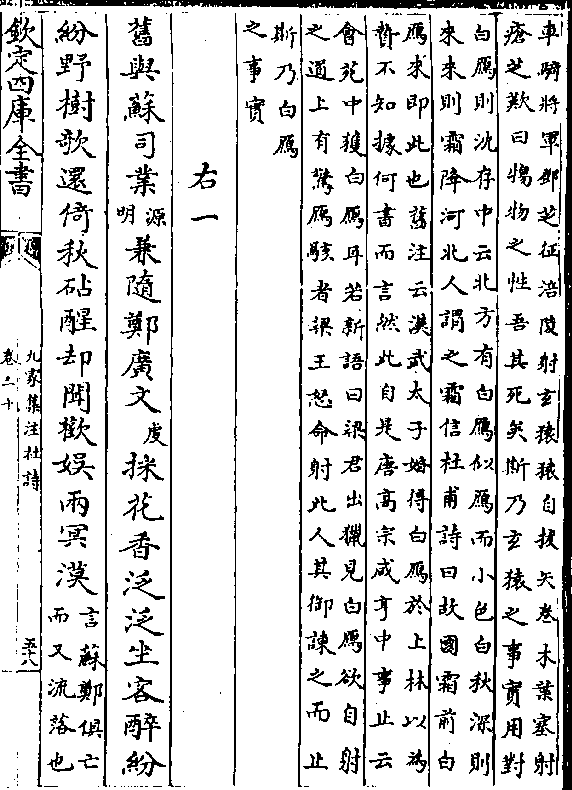 車騎將軍鄧芝征涪陵射玄猿猿自拔矢卷木葉塞射
瘡芝歎曰傷物之性吾其死矣斯乃玄猿之事實用對
白鴈則沈存中云北方有白鴈似鴈而小色白秋深則
來來則霜降河北人謂之霜信杜甫詩曰故國霜前白
鴈來即此也舊注云漢武太子婚得白鴈於上林以為
贄不知據何書而言然此自是唐高宗咸亨中事止云
會苑中獲白鴈耳若新語曰梁君出獵見白鴈欲自射
之道上有驚鴈駭者梁王怒命射此人其御諫之而止
斯乃白鴈
之事實
右一
舊與蘇司業源明兼隨鄭廣文虔採花香泛泛坐客醉紛
紛野樹欹還倚秋砧醒却聞歡娛兩冥漠言蘇鄭俱亡而又流落也
欽定四庫全書
九家集注杜詩
卷三十
五十八